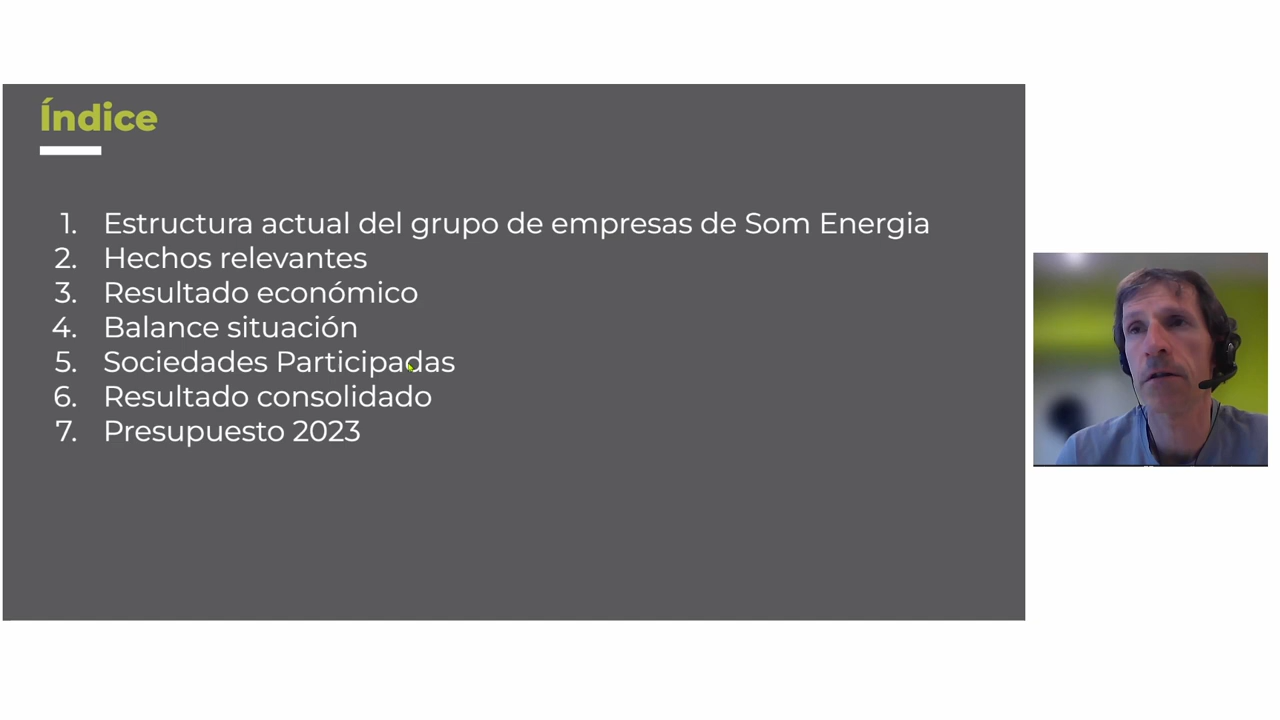 Índice
1. Estructura actual del grupo de empresas de Som Energia
2. Hechos relevantes
3. Resultado económico
4. Balance situación
5. Sociedades Participadas
6. Resultado consolidado
7. Presupuesto 2023